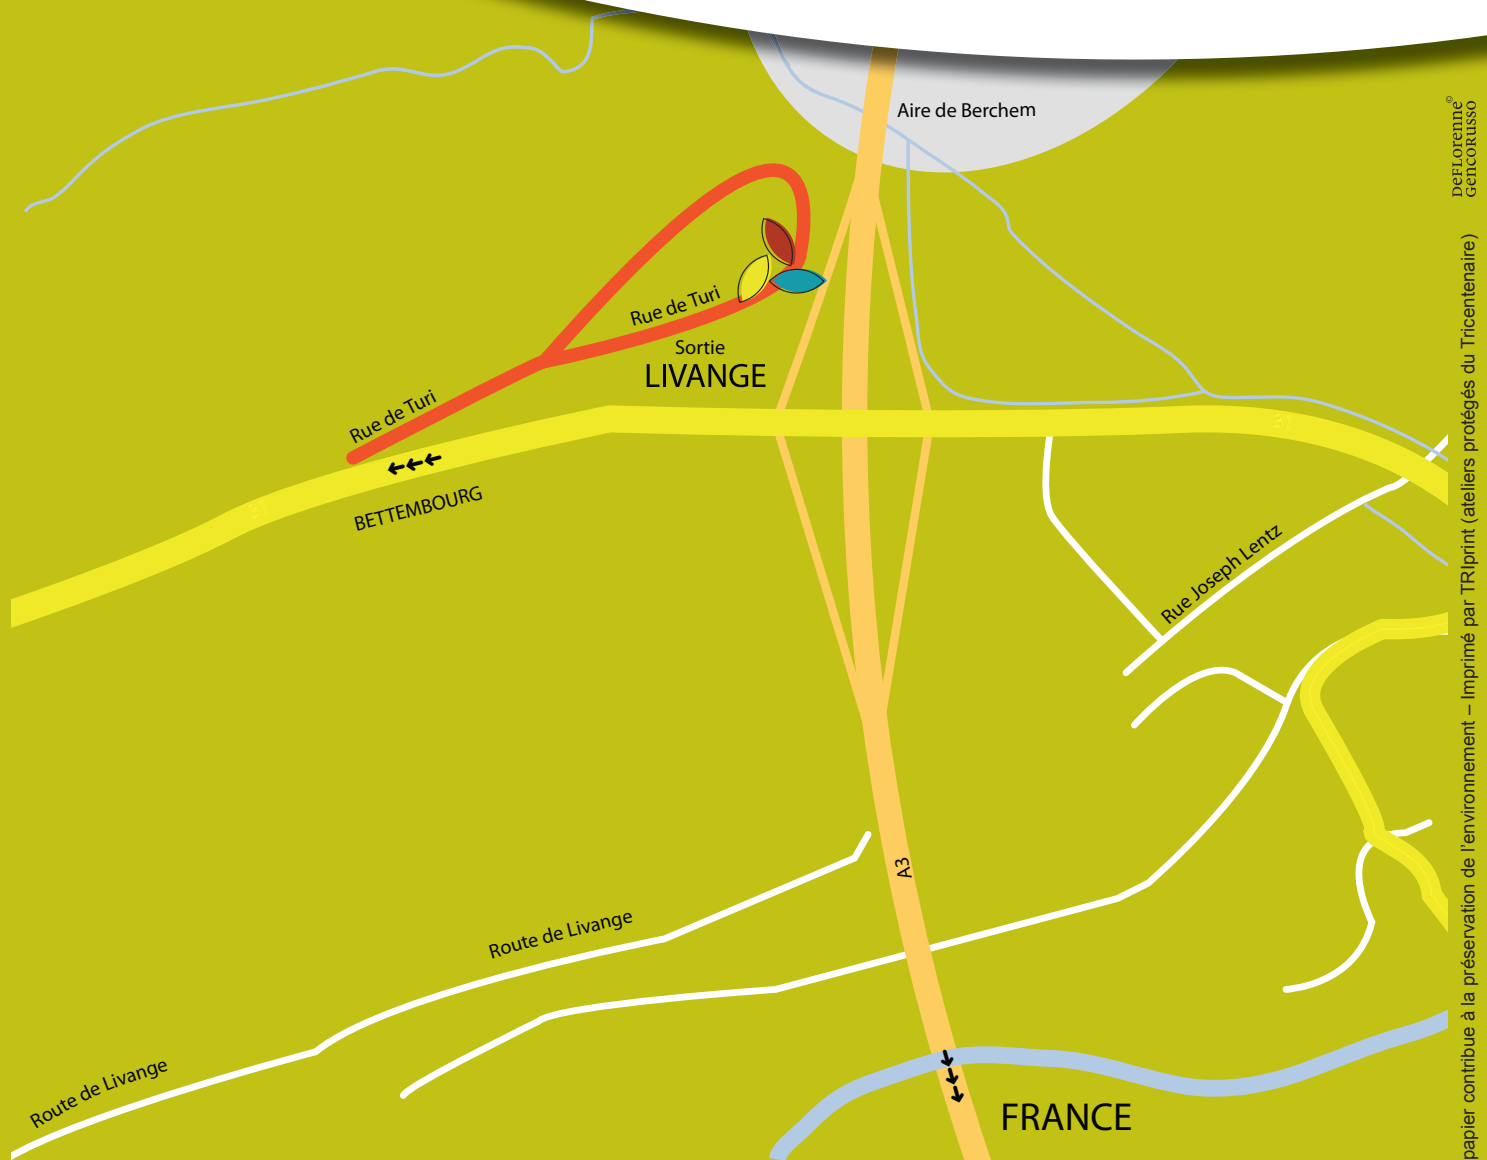 Aire de Berchem
DeFLorenne©
GencoRusso
Rue de Turi
Sortie
LIVANGE
Rue de Turi
31
31
BETTEMBOURG
Rue Joseph Lentz
papier contribue à la préservation de l'environnement – Imprimé par TRIprint (ateliers protégés du Tricentenaire)
A3
Route de Livange
Route de Livange
FRANCE